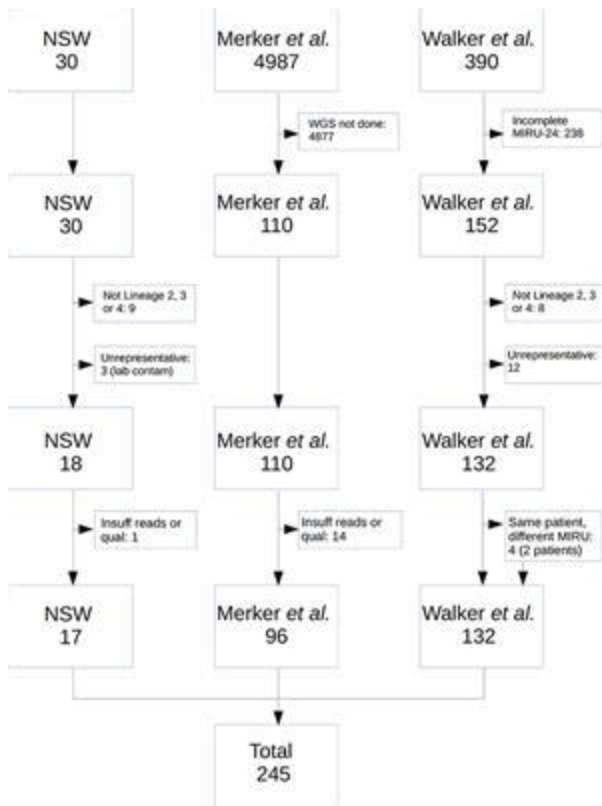 NSW
30
Merker et al.
4987
Walker et al.
390
WGS not done:
4877
Incomplete
MIRU-24: 238
NSW
30
Merker et al.
110
Walker et al.
152
Not Lineage 2, 3
or 4: 9
Not Lineage 2, 3
or 4: 8
Unrepresentative:
3 (lab contam)
Unrepresentative:
12
NSW
18
Merker et al.
110
Walker et al.
132
Insuff reads or
qual: 1
Insuff reads or
qual: 14
Same patient,
different MIRU:
4 (2 patients)
NSW
17
Merker et al.
96
Walker et al.
132
Total
245